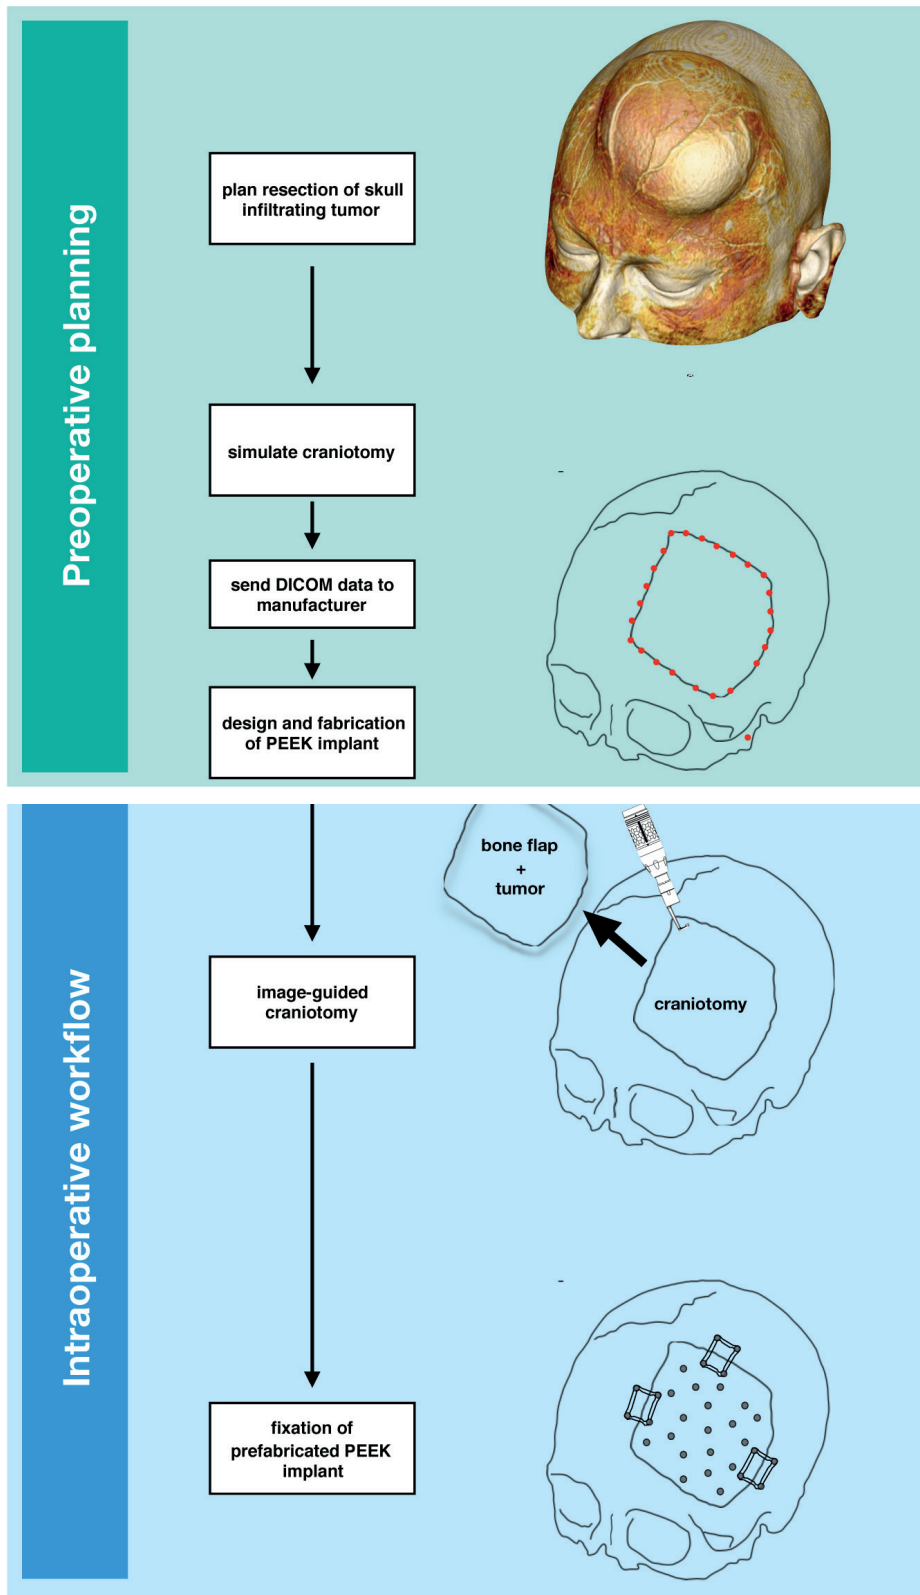 Preoperative planning
plan resection of skull
infiltrating tumor
simulate craniotomy
send DICOM data to
manufacturer
design and fabrication
of PEEK implant
Intraoperative workflow
bone flap
+
tumor
image-guided
craniotomy
craniotomy
fixation of
prefabricated PEEK
implant